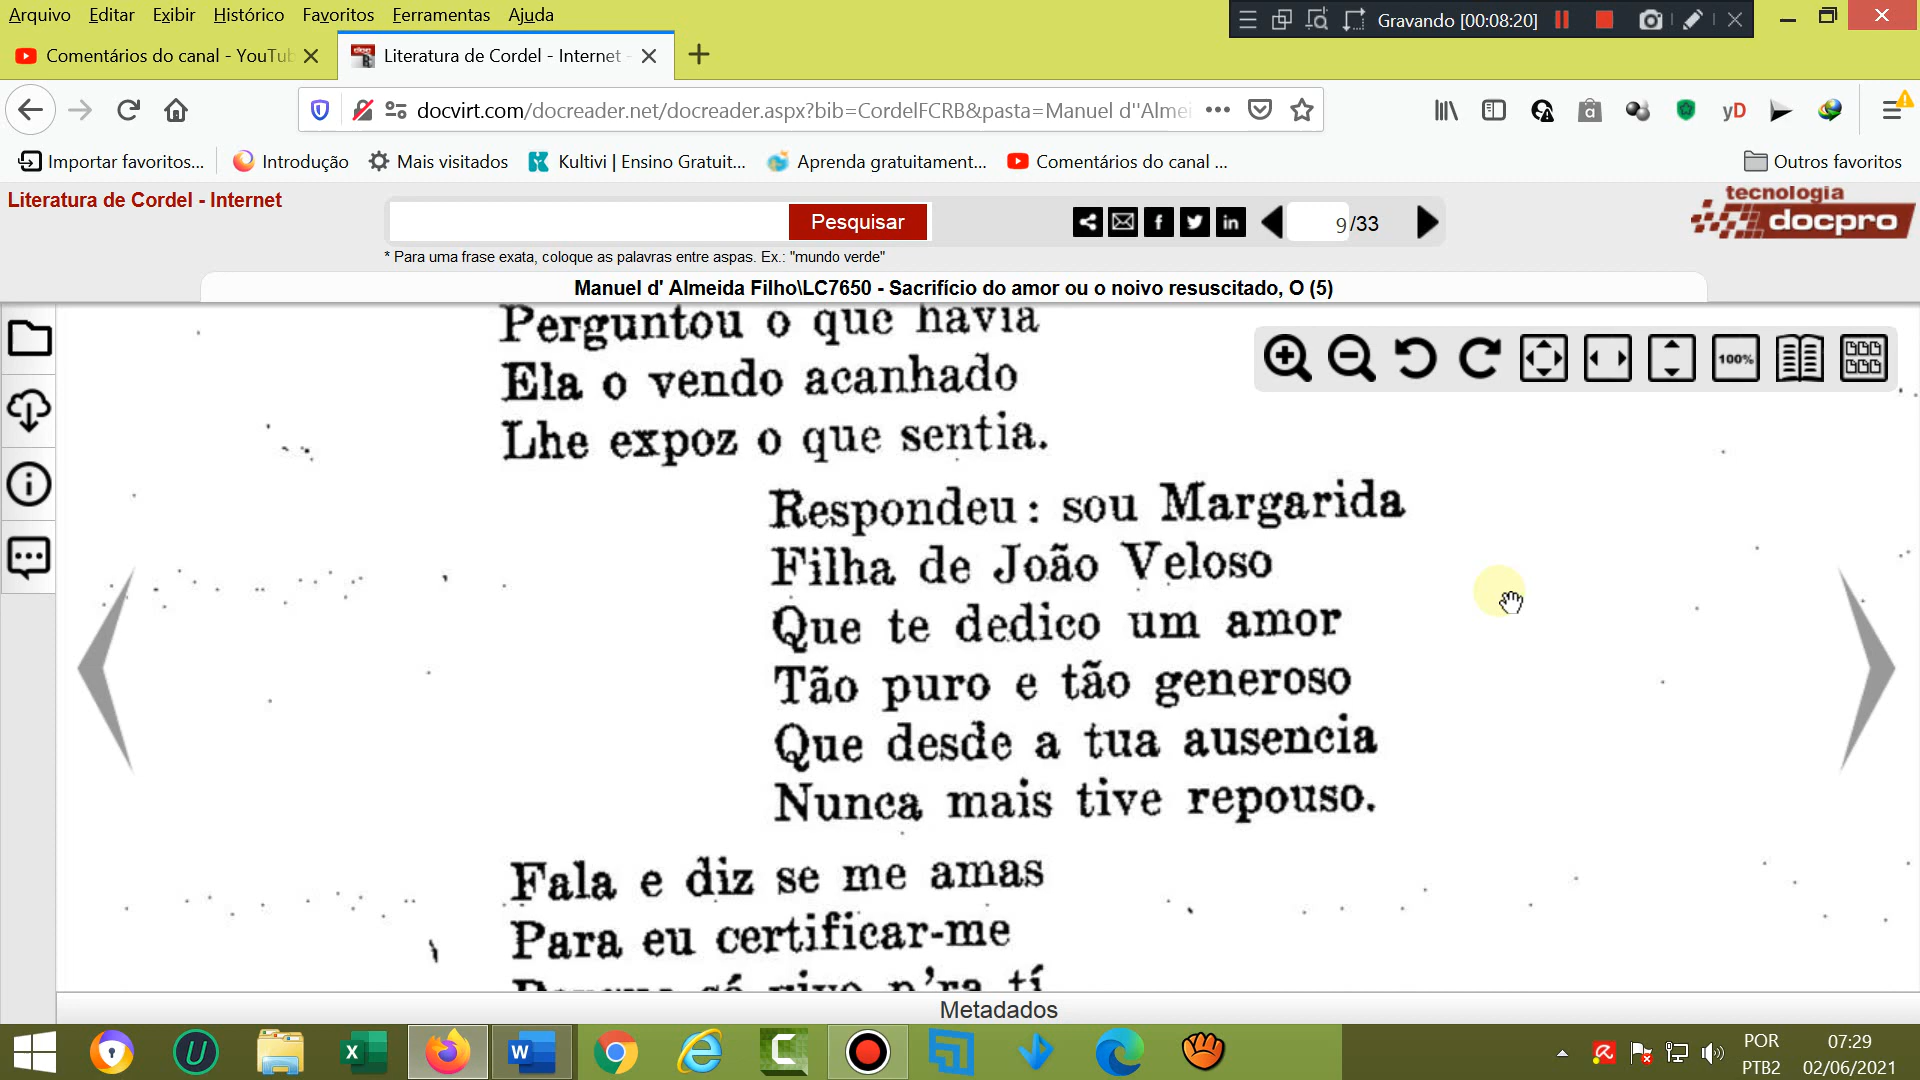 Arquivo Editar Exibir Histórico Favoritos Ferramentas Ajuda
Gravando [00:08:20]
Comentários do canal - YouTub
Literatura de Cordel - Internet -
docvirt.com/docreader.net/docreader.aspx?bib=CordelFCRB&pasta=Manuel d''Almei
yD
Importar favoritos... Introdução Mais visitados Kultivi | Ensino Gratuit... Aprenda gratuitament... Comentários do canal ... Outros favoritos
Literatura de Cordel - Internet
Pesquisar
9/33
tecnologia
docpro
* Para uma frase exata, coloque as palavras entre aspas. Ex.: "mundo verde"
Manuel d' Almeida Filho\LC7650 - Sacrifício do amor ou o noivo resuscitado, O (5)
100%
Perguntou o que havia
Ela o vendo acanhado
Lhe expoz o que sentia.
Respondeu: sou Margarida
Filha de João Veloso
Que te dedico um amor
Tão puro e tão generoso
Que desde a tua ausencia
Nunca mais tive repouso.
Fala e diz se me amas
Para eu certificar-me
Metadados
POR
PTB2
07:29
02/06/2021